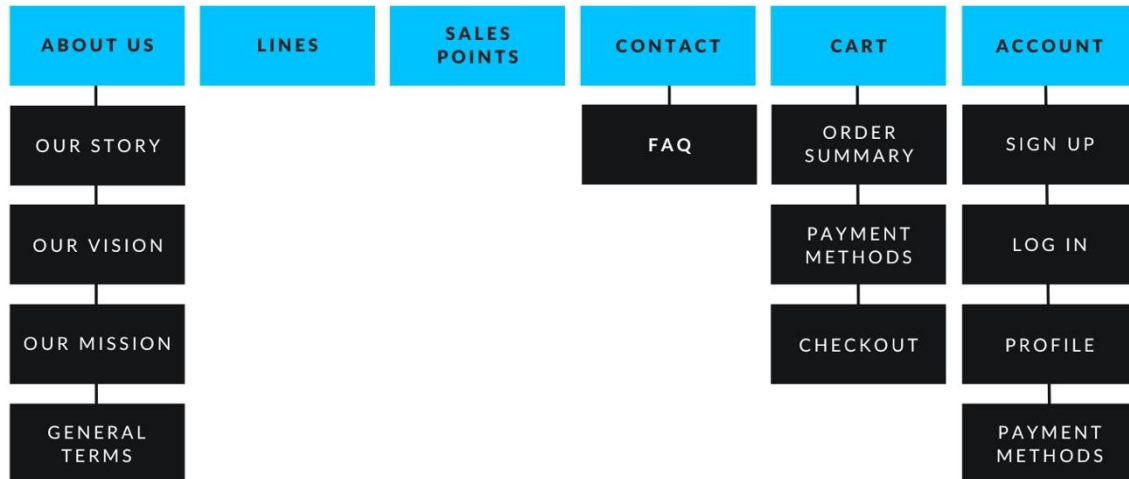 ABOUT US
LINES
SALES
POINTS
CONTACT
CART
ACCOUNT
OUR STORY
FAQ
ORDER
SUMMARY
SIGN UP
OUR VISION
PAYMENT
METHODS
LOG IN
OUR MISSION
CHECKOUT
PROFILE
GENERAL
TERMS
PAYMENT
METHODS